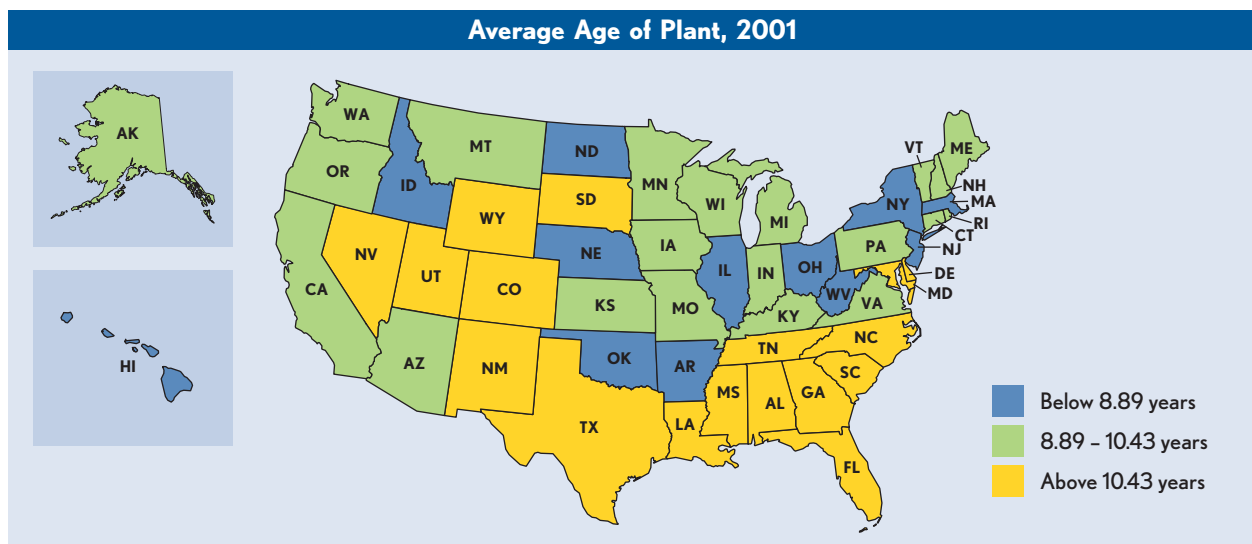 Average Age of Plant, 2001
AK
HI
WA
OR
CA
ID
NV
MT
WY
UT
AZ
CO
NM
ND
SD
NE
KS
OK
TX
MN
IA
MO
AR
LA
WI
IL
MI
IN
OH
KY
TN
MS
AL
GA
FL
SC
NC
VA
WV
PA
NY
VT
ME
NH
MA
RI
CT
NJ
DE
MD
Below 8.89 years
8.89 – 10.43 years
Above 10.43 years